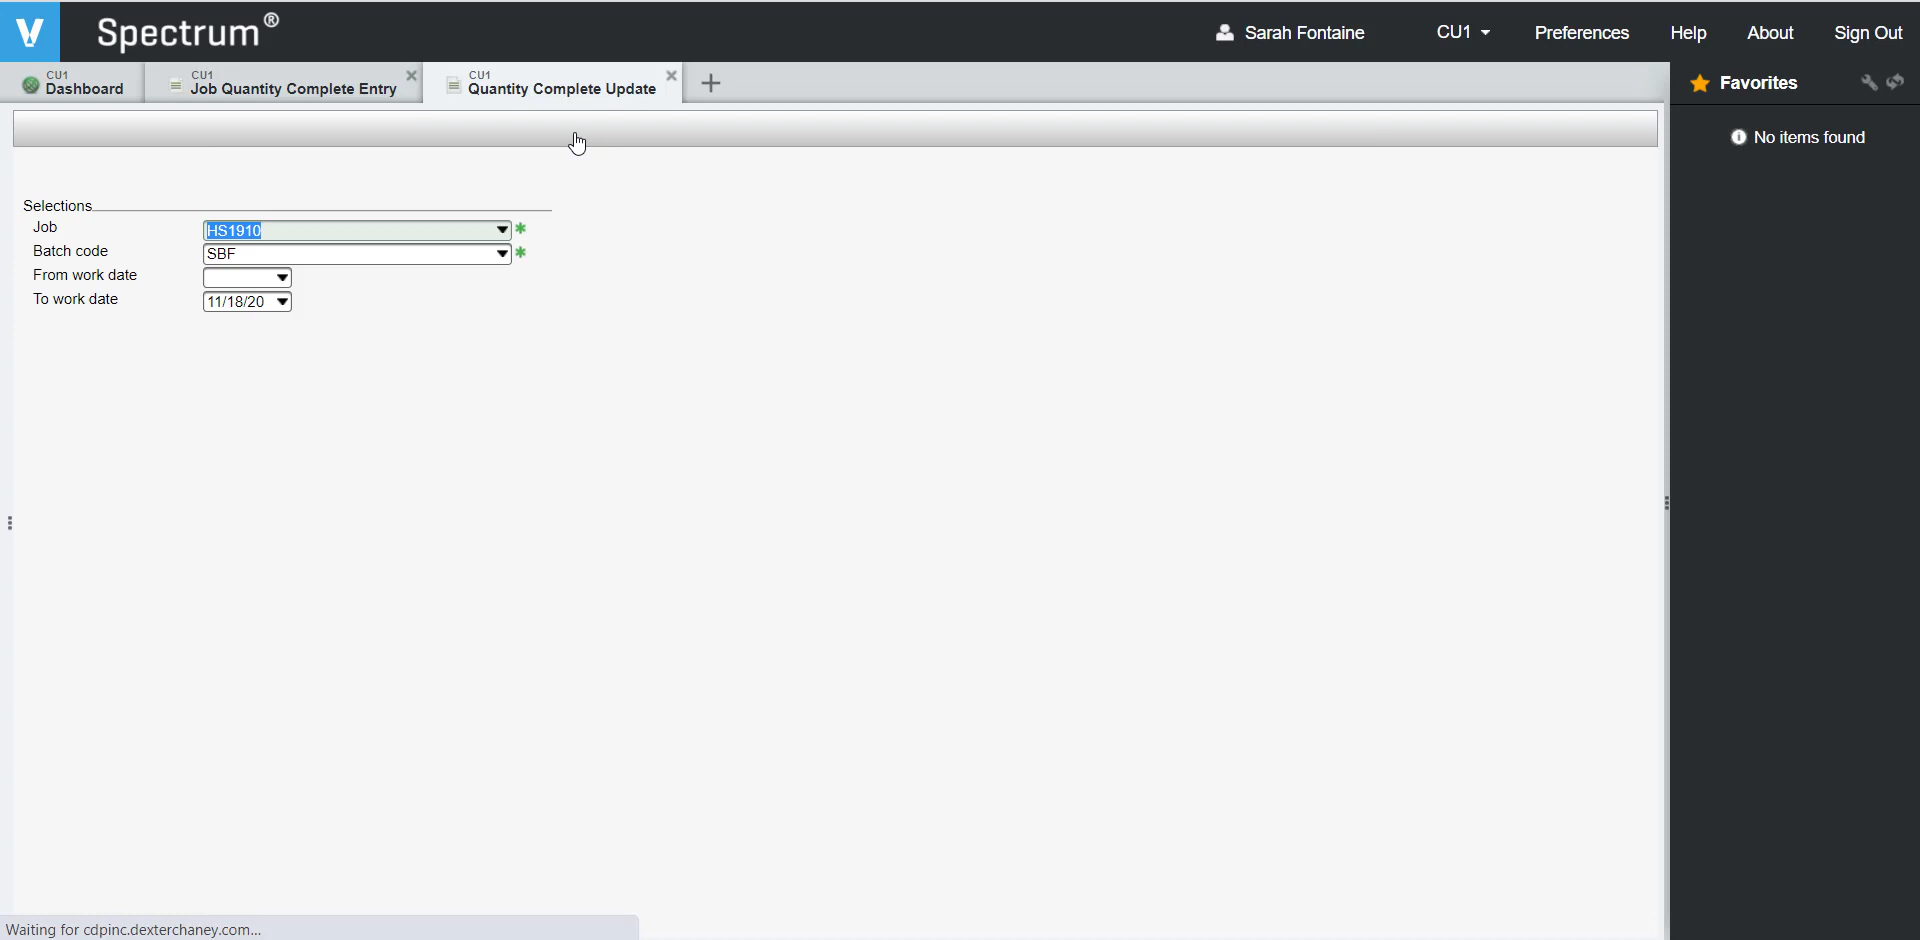 V Spectrum® Sarah Fontaine CU1 Preferences Help About Sign Out
CU1 CU1 CU1
Dashboard Job Quantity Complete Entry Quantity Complete Update Favorites
No items found
Selections
Job HS1910
Batch code SBF
From work date
To work date 11/18/20
Waiting for cdpinc.dexterchaney.com...